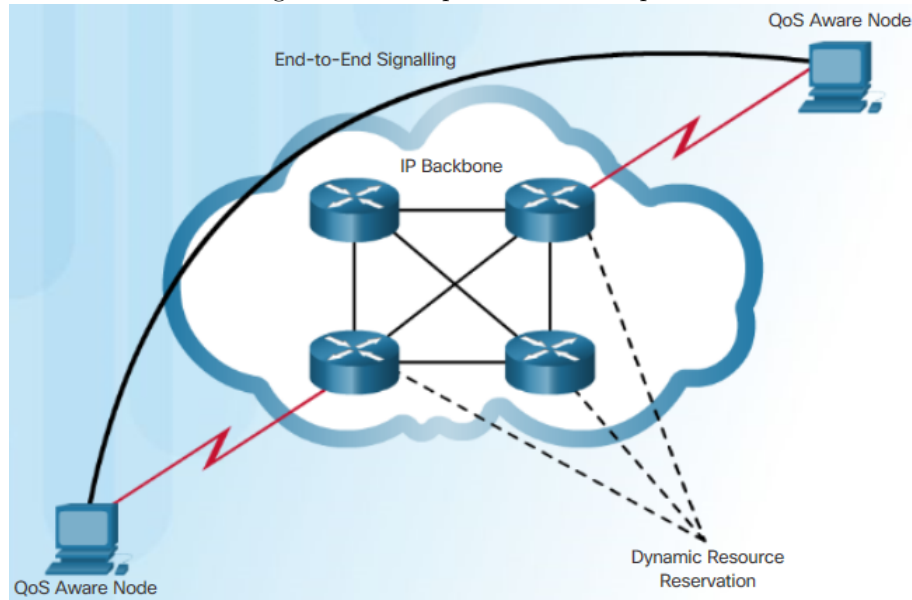 QoS Aware Node
End-to-End Signalling
IP Backbone
Dynamic Resource
Reservation
QoS Aware Node